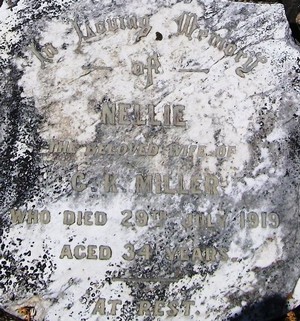 In Loving Memory
of
NELLIE
THE BELOVED WIFE OF
C. K. MILLER
WHO DIED 29TH JULY 1919
AGED 34 YEARS
AT REST.